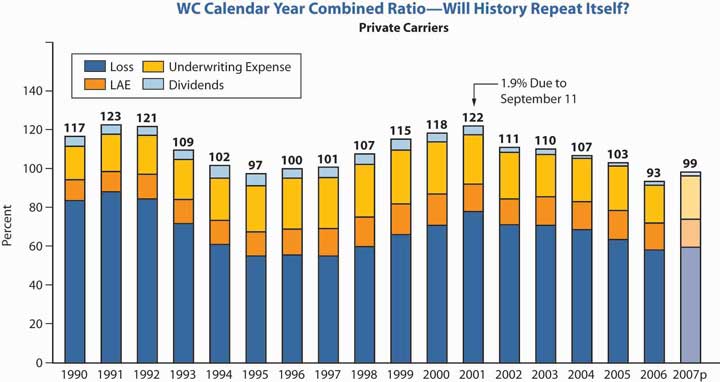 WC Calendar Year Combined Ratio—Will History Repeat Itself?
Private Carriers
Loss Underwriting Expense
LAE Dividends
1.9% Due to
September 11
Percent
140
120
100
80
60
40
20
0
117 123 121 109 102 97 100 101 107 115 118 122 111 110 107 103 93 99
1990 1991 1992 1993 1994 1995 1996 1997 1998 1999 2000 2001 2002 2003 2004 2005 2006 2007p